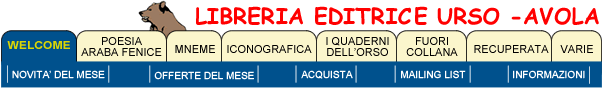 LIBRERIA EDITRICE URSO -AVOLA
WELCOME
POESIA
ARABA FENICE
MNEME
ICONOGRAFICA
I QUADERNI
DELL'ORSO
FUORI
COLLANA
RECUPERATA
VARIE
NOVITA' DEL MESE
OFFERTE DEL MESE
ACQUISTA
MAILING LIST
INFORMAZIONI